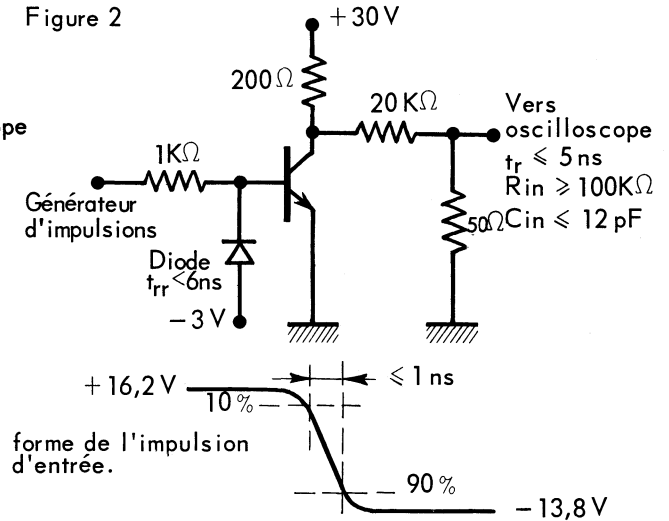 Figure 2
+30V
200Ω
20KΩ
Vers
oscilloscope
tr ≤ 5ns
Rin ≥ 100KΩ
Cin ≤ 12pF
ope
1KΩ
Générateur
d'impulsions
50Ω
Diode
trr<6ns
−3V
+16,2V
≤1ns
10%
forme de l'impulsion
d'entrée.
90%
−13,8V